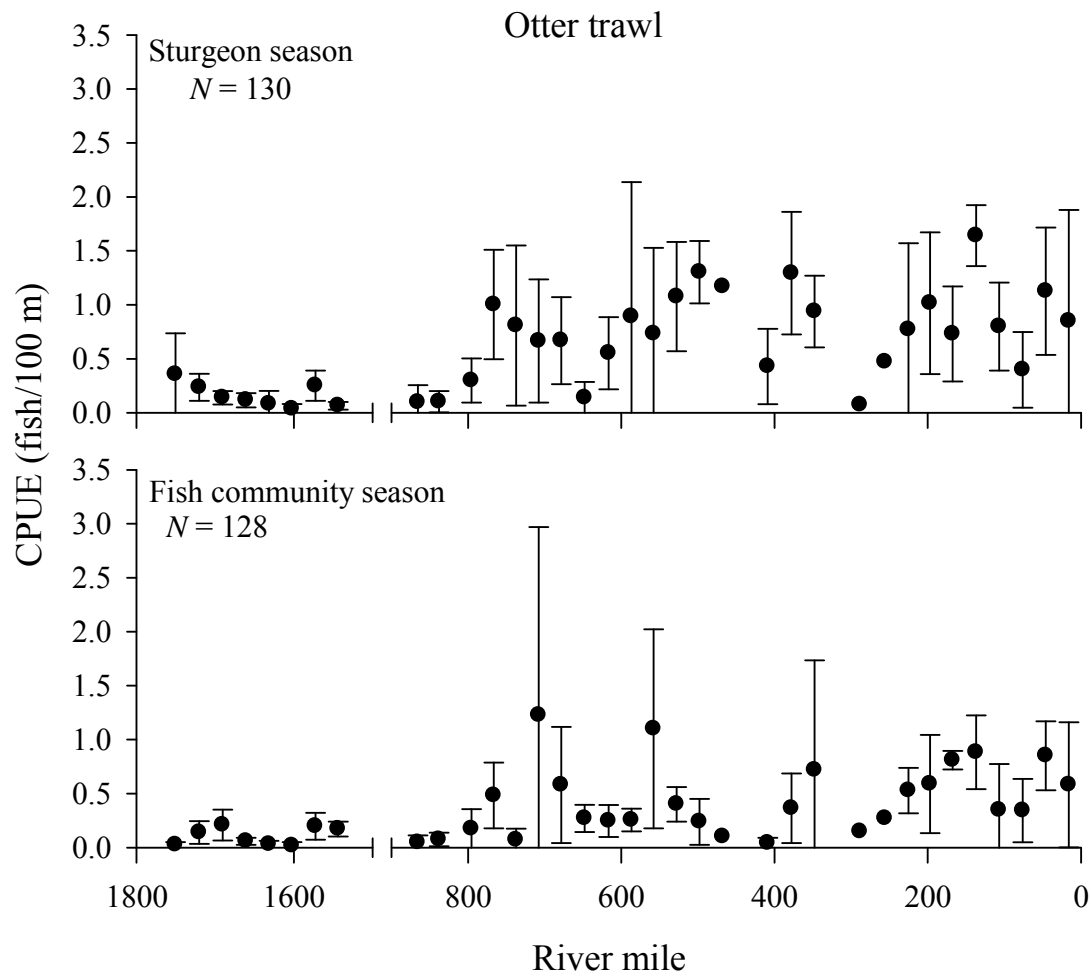 Otter trawl
3.5
Sturgeon season
3.0
N = 130
2.5
2.0
1.5
1.0
0.5
0.0
CPUE (fish/100 m)
3.5
Fish community season
3.0
N = 128
2.5
2.0
1.5
1.0
0.5
0.0
1800 1600 800 600 400 200 0
River mile